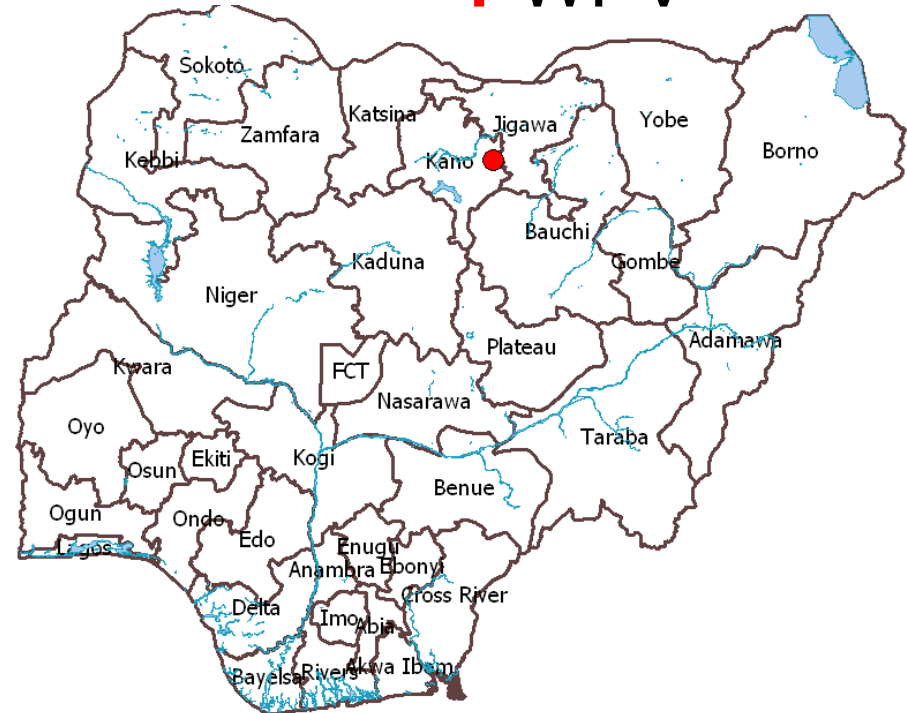 Sokoto
Katsina
Jigawa
Yobe
Zamfara
Borno
Kebbi
Kano
Bauchi
Gombe
Kaduna
Niger
Adamawa
Plateau
Kwara
FCT
Nasarawa
Oyo
Taraba
Kogi
Ekiti
Osun
Benue
Ogun
Ondo
Edo
Lagos
Enugu
Ebonyi
Anambra
Cross River
Delta
Imo
Abia
Bayelsa
Rivers
Akwa Ibom